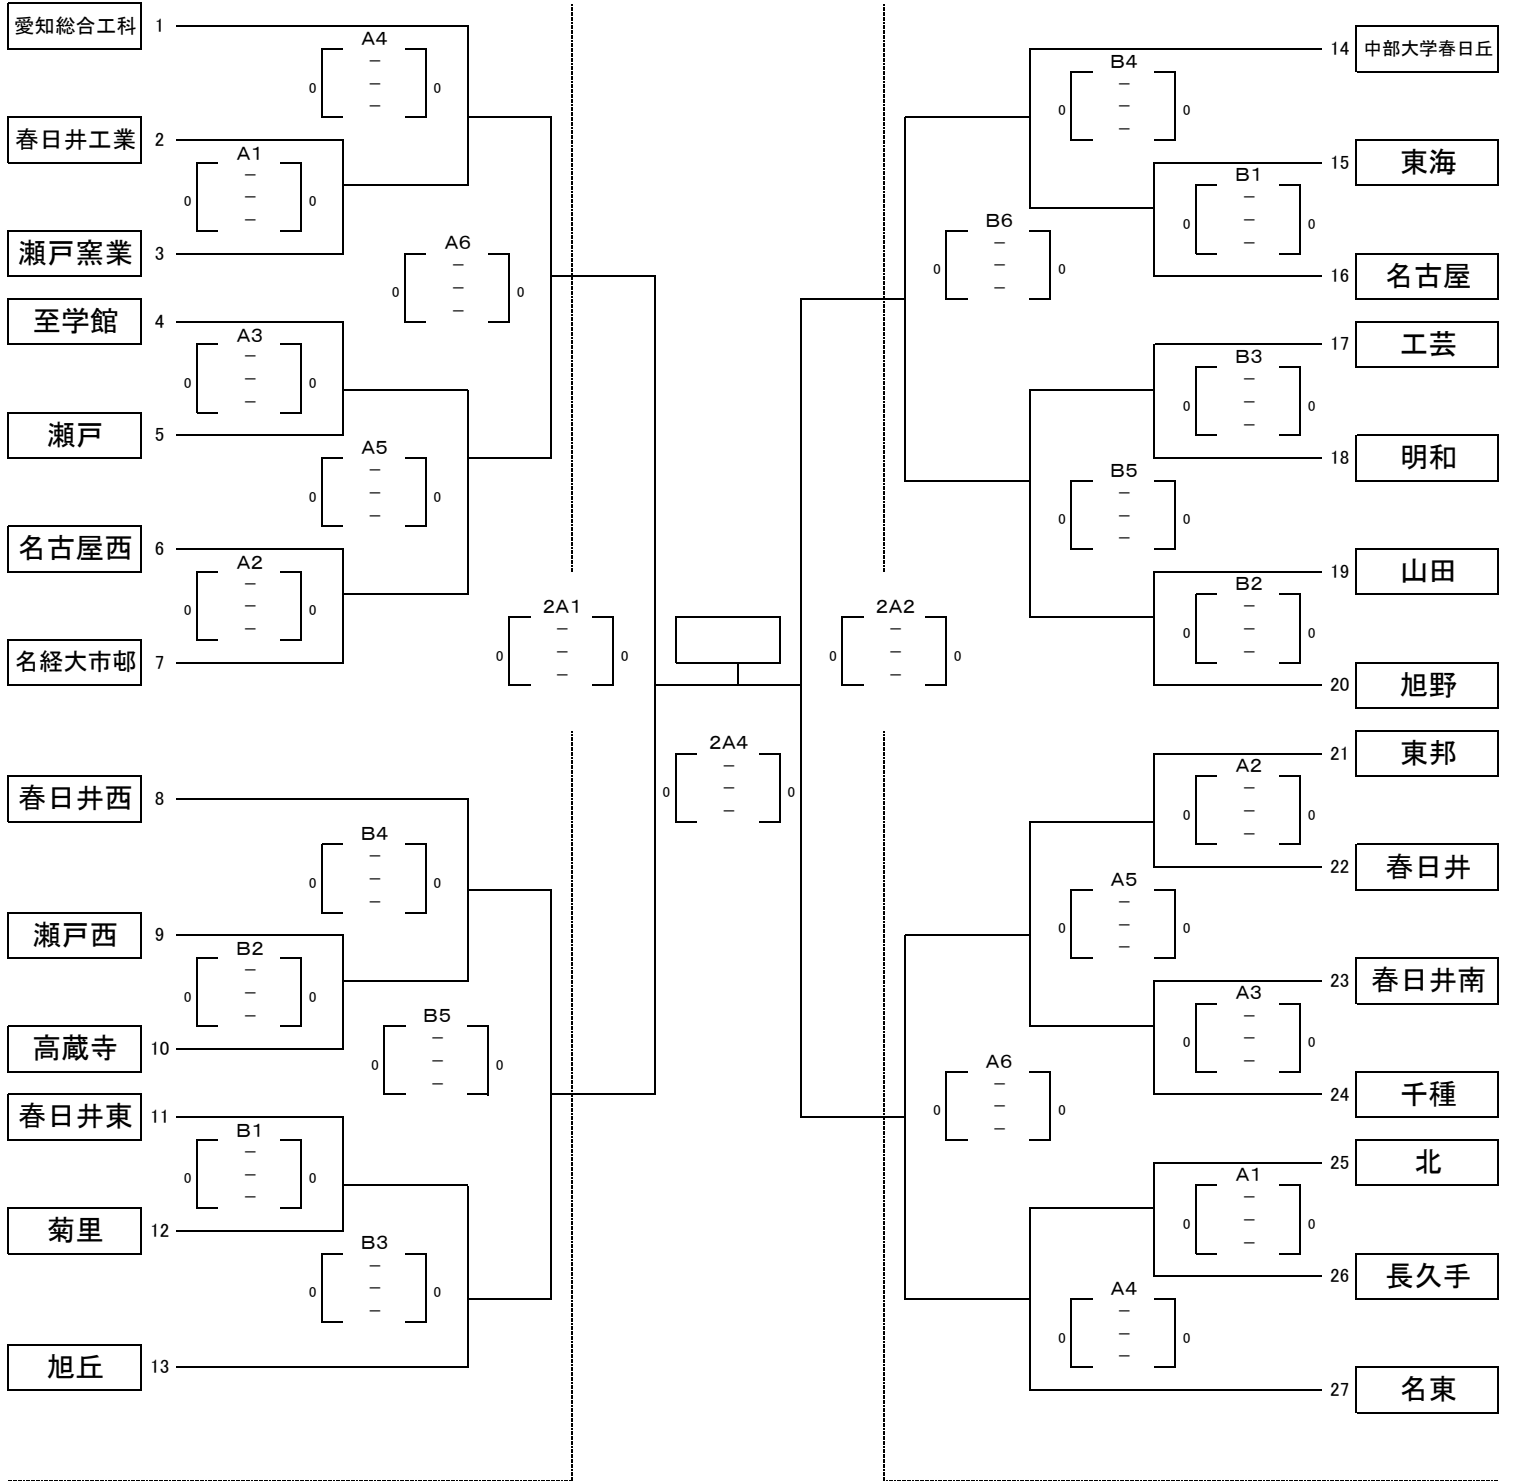 愛知総合工科 1
A4
－
0 － 0
－
春日井工業 2
A1
－
0 － 0
－
瀬戸窯業 3
A6
－
0 － 0
－
至学館 4
A3
－
0 － 0
－
瀬戸 5
A5
－
0 － 0
－
名古屋西 6
A2
－
0 － 0
－
名経大市邨 7
2A1
－
0 － 0
－
春日井西 8
B4
－
0 － 0
－
瀬戸西 9
B2
－
0 － 0
－
高蔵寺 10
B5
－
0 － 0
－
春日井東 11
B1
－
0 － 0
－
菊里 12
B3
－
0 － 0
－
旭丘 13
2A4
－
0 － 0
－
14 中部大学春日丘
B4
－
0 － 0
－
15 東海
B1
－
0 － 0
－
16 名古屋
B6
－
0 － 0
－
17 工芸
B3
－
0 － 0
－
18 明和
B5
－
0 － 0
－
19 山田
B2
－
0 － 0
－
20 旭野
2A2
－
0 － 0
－
21 東邦
A2
－
0 － 0
－
22 春日井
A5
－
0 － 0
－
23 春日井南
A3
－
0 － 0
－
24 千種
A6
－
0 － 0
－
25 北
A1
－
0 － 0
－
26 長久手
A4
－
0 － 0
－
27 名東